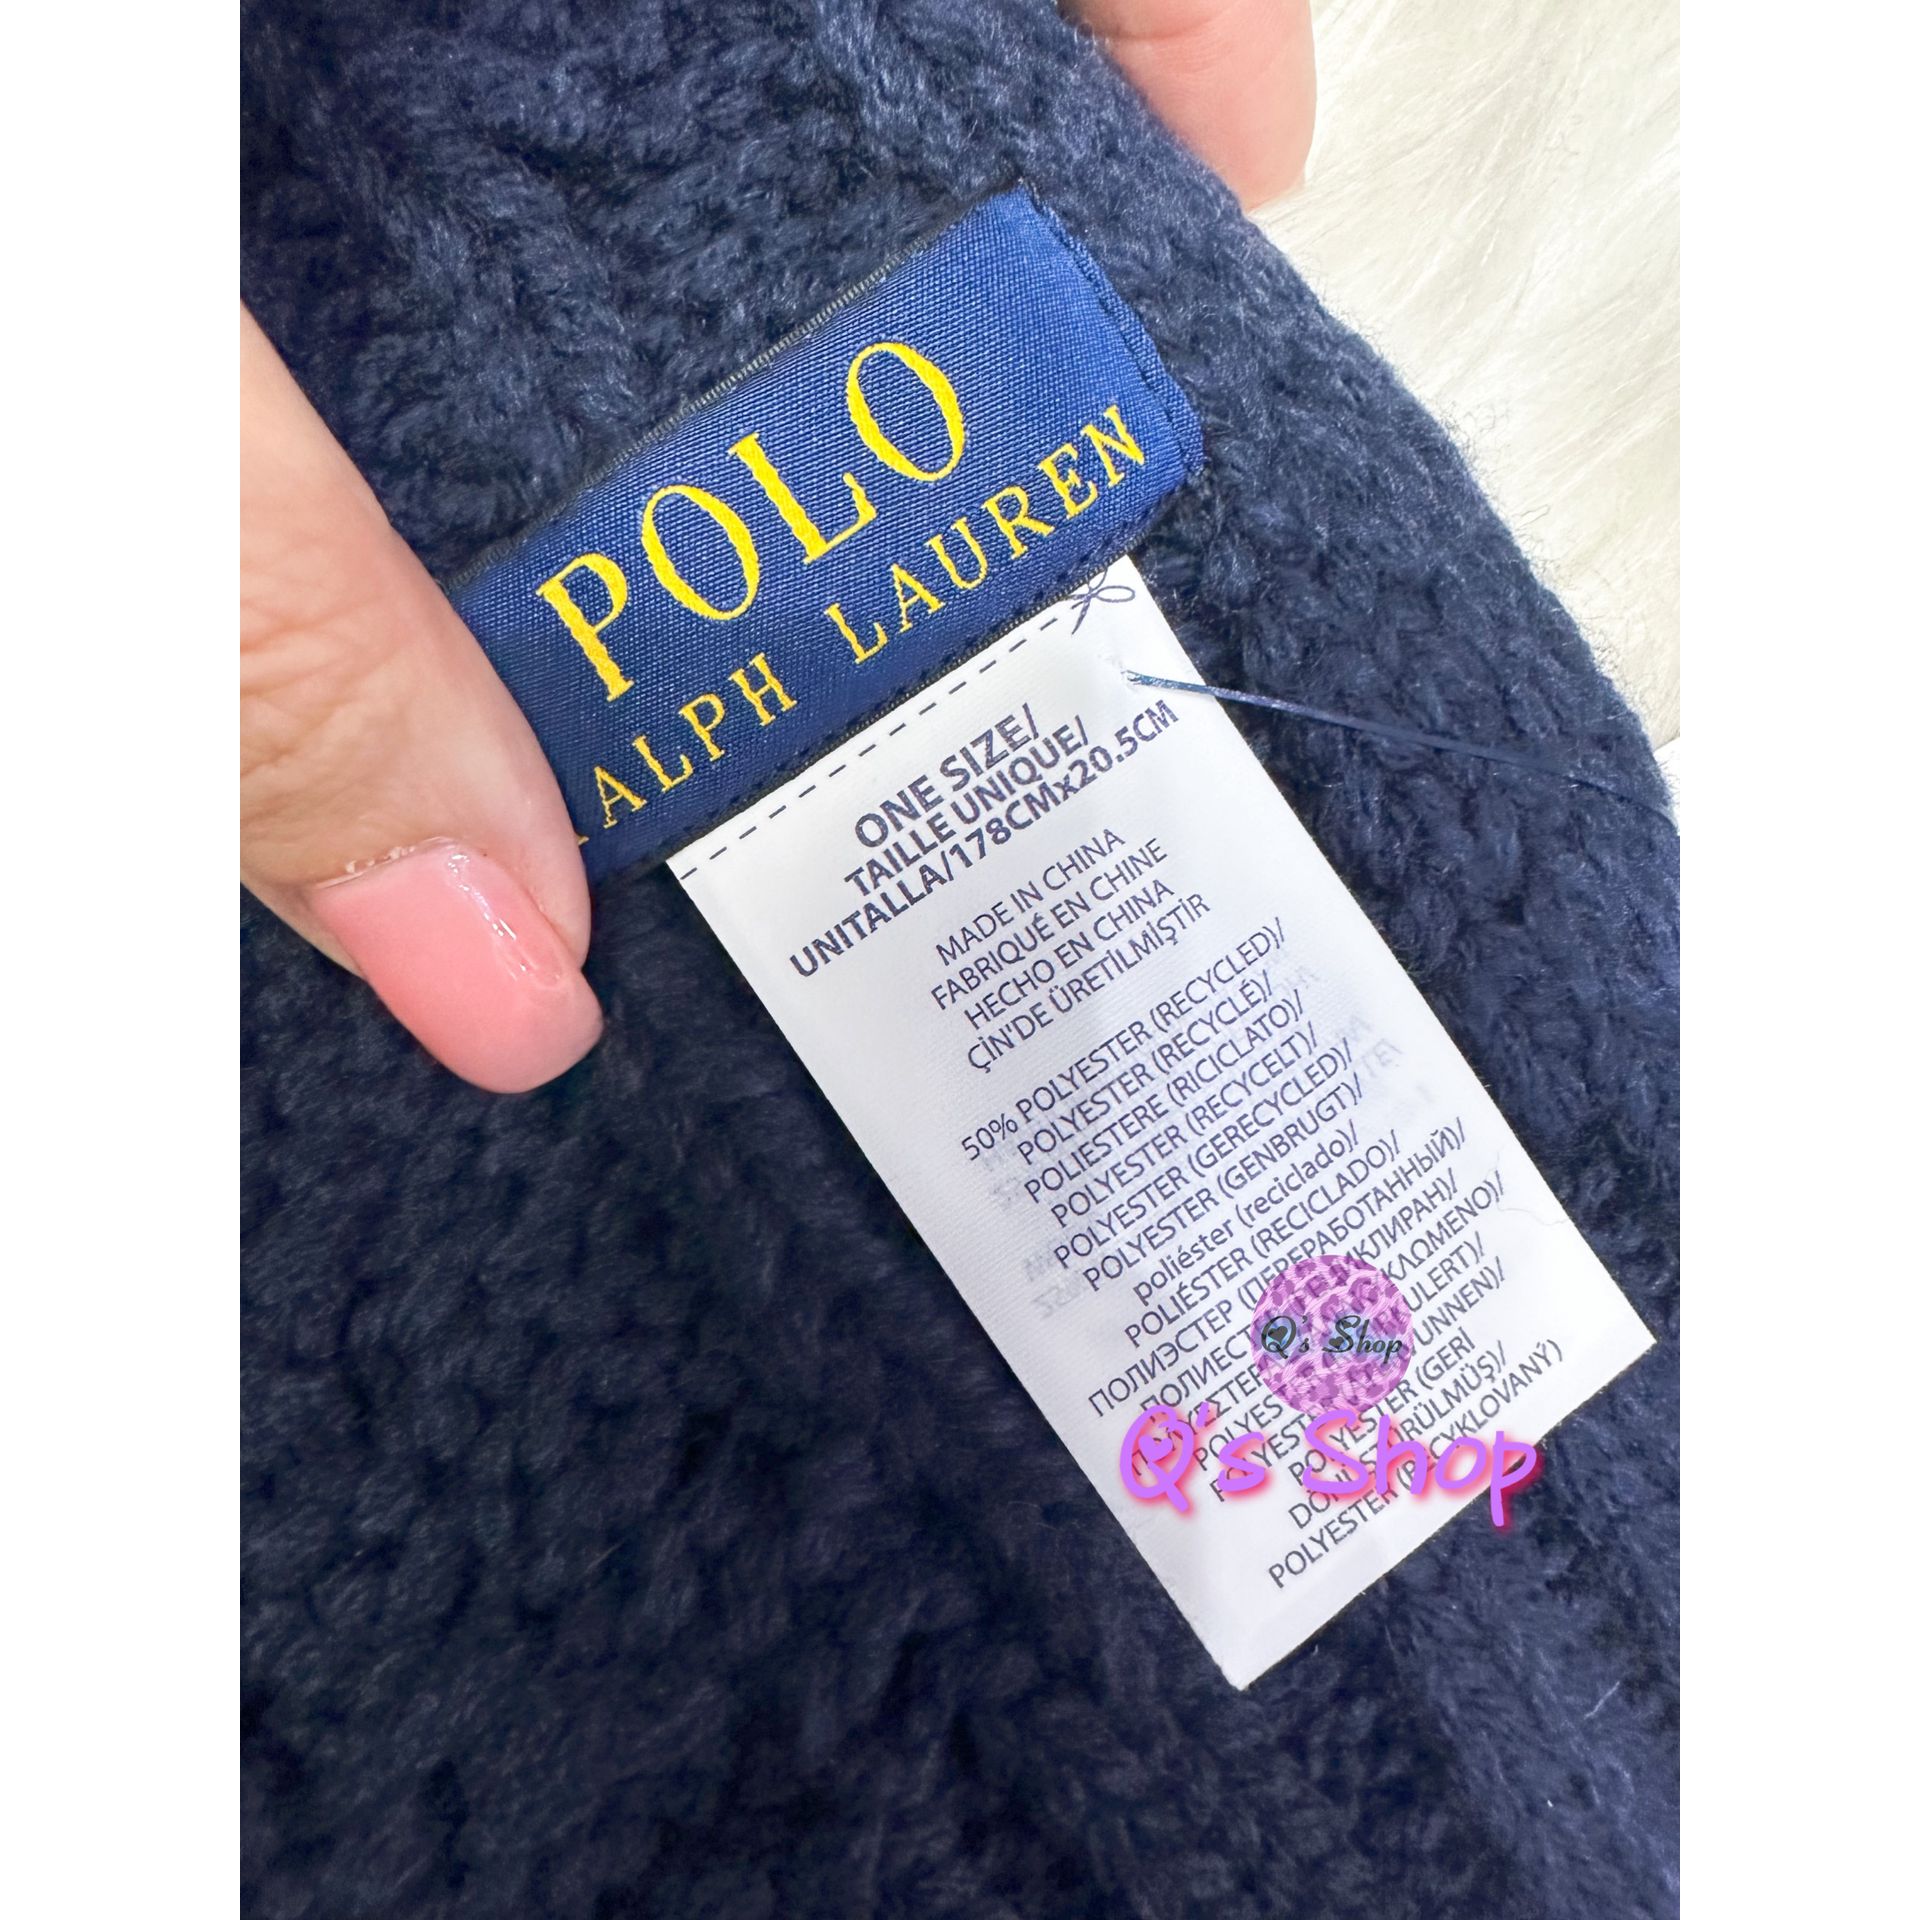 POLO
RALPH LAUREN
ONE SIZE/
TAILLE UNIQUE/
UNITALLA/178CMx20.5CM
MADE IN CHINA
FABRIQUÉ EN CHINE
HECHO EN CHINA
ÇİN'DE ÜRETİLMİŞTİR
50% POLYESTER (RECYCLED)/
POLYESTER (RECYCLÉ)/
POLIESTERE (RICICLATO)/
POLYESTER (RECYCELT)/
POLYESTER (GERECYCLED)/
POLYESTER (GENBRUGT)/
poliéster (reciclado)/
POLIÉSTER (RECICLADO)/
ПОЛИЭСТЕР (ПЕРЕРАБОТАННЫЙ)/
POLYESTER (GERİ
DÖNÜŞTÜRÜLMÜŞ)/
POLYESTER (RECYKLOVANÝ)
Q's Shop
Q's Shop